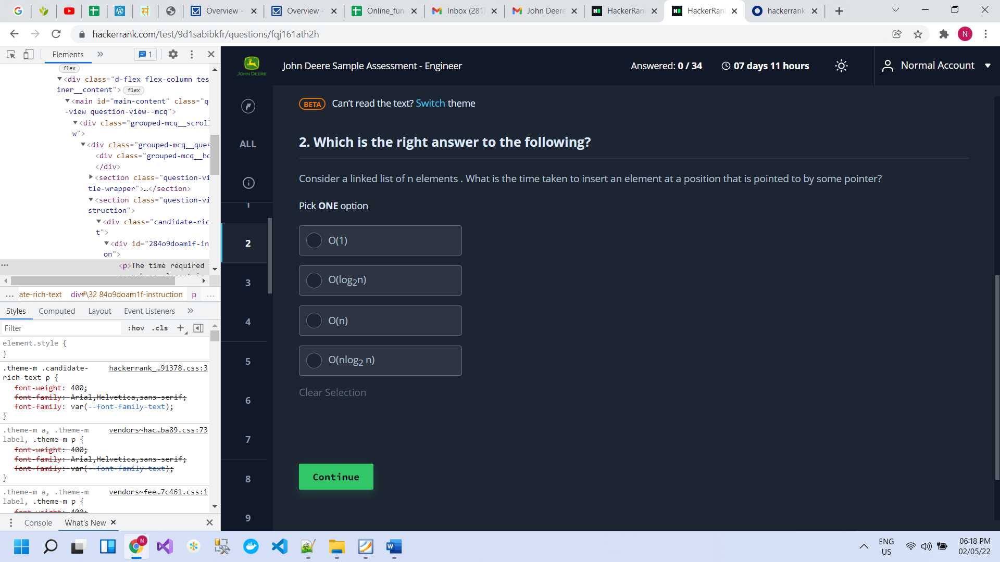 Overview -
Overview -
Online_fun
Inbox (281)
John Deere
HackerRan
HackerRan
hackerrank
hackerrank.com/test/9d1sabibkfr/questions/fqj161ath2h
N
Elements
1
flex
<div class="d-flex flex-column tes
iner__content"> flex
<main id="main-content" class="q
-view question-view--mcq">
<div class="grouped-mcq__scrol
w">
<div class="grouped-mcq__ques
<div class="grouped-mcq__ho
</div>
<section class="question-vi
tle-wrapper">…</section>
<section class="question-vi
struction">
<div class="candidate-ric
t">
<div id="284o9doam1f-in
on">
<p>The time required
... ate-rich-text div#\32 84o9doam1f-instruction p ...
Styles Computed Layout Event Listeners
Filter :hov .cls
element.style {
}
.theme-m .candidate- hackerrank_…91378.css:3
rich-text p {
font-weight: 400;
font-family: Arial,Helvetica,sans-serif;
font-family: var(--font-family-text);
}
.theme-m a, .theme-m vendors~hac…ba89.css:73
label, .theme-m p {
font-weight: 400;
font-family: Arial,Helvetica,sans-serif;
font-family: var(--font-family-text);
}
.theme-m a, .theme-m vendors~fee…7c461.css:1
label, .theme-m p {
font-weight: 400;
Console What's New
JOHN DEERE
John Deere Sample Assessment - Engineer
Answered: 0 / 34
07 days 11 hours
Normal Account
ALL
1
2
3
4
5
6
7
8
9
BETA Can't read the text? Switch theme
2. Which is the right answer to the following?
Consider a linked list of n elements . What is the time taken to insert an element at a position that is pointed to by some pointer?
Pick ONE option
O(1)
O(log2n)
O(n)
O(nlog2 n)
Clear Selection
Continue
ENG
US
06:18 PM
02/05/22